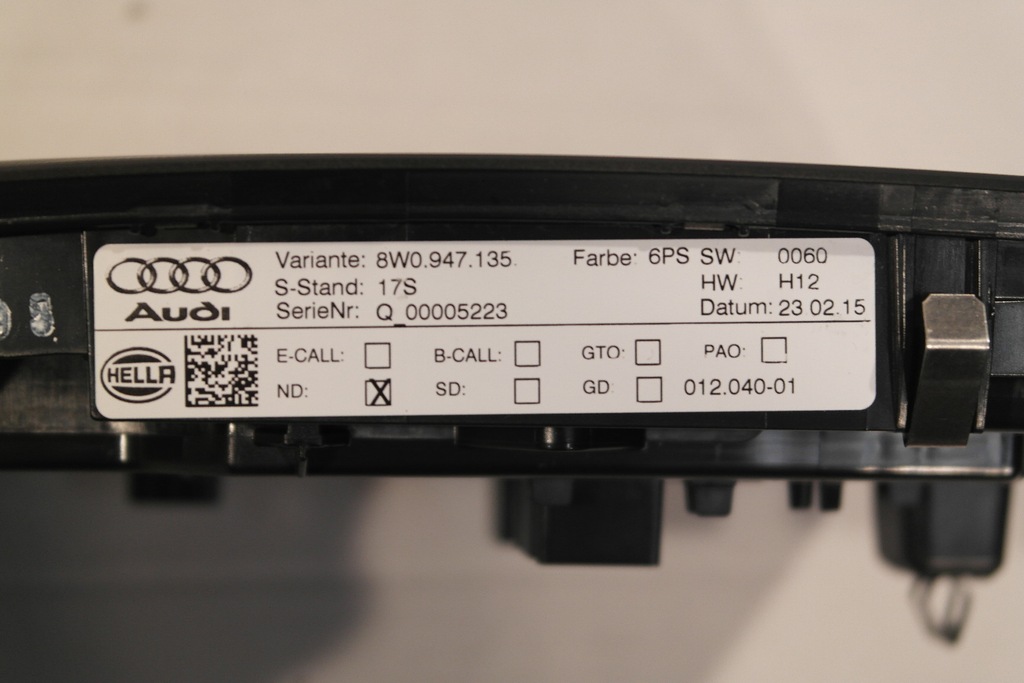 Audi
Variante: 8W0.947.135 Farbe: 6PS SW: 0060
S-Stand: 17S HW: H12
SerieNr: Q_00005223 Datum: 23 02.15
HELLA
E-CALL: B-CALL: GTO: PAO:
ND: X SD: GD: 012.040-01